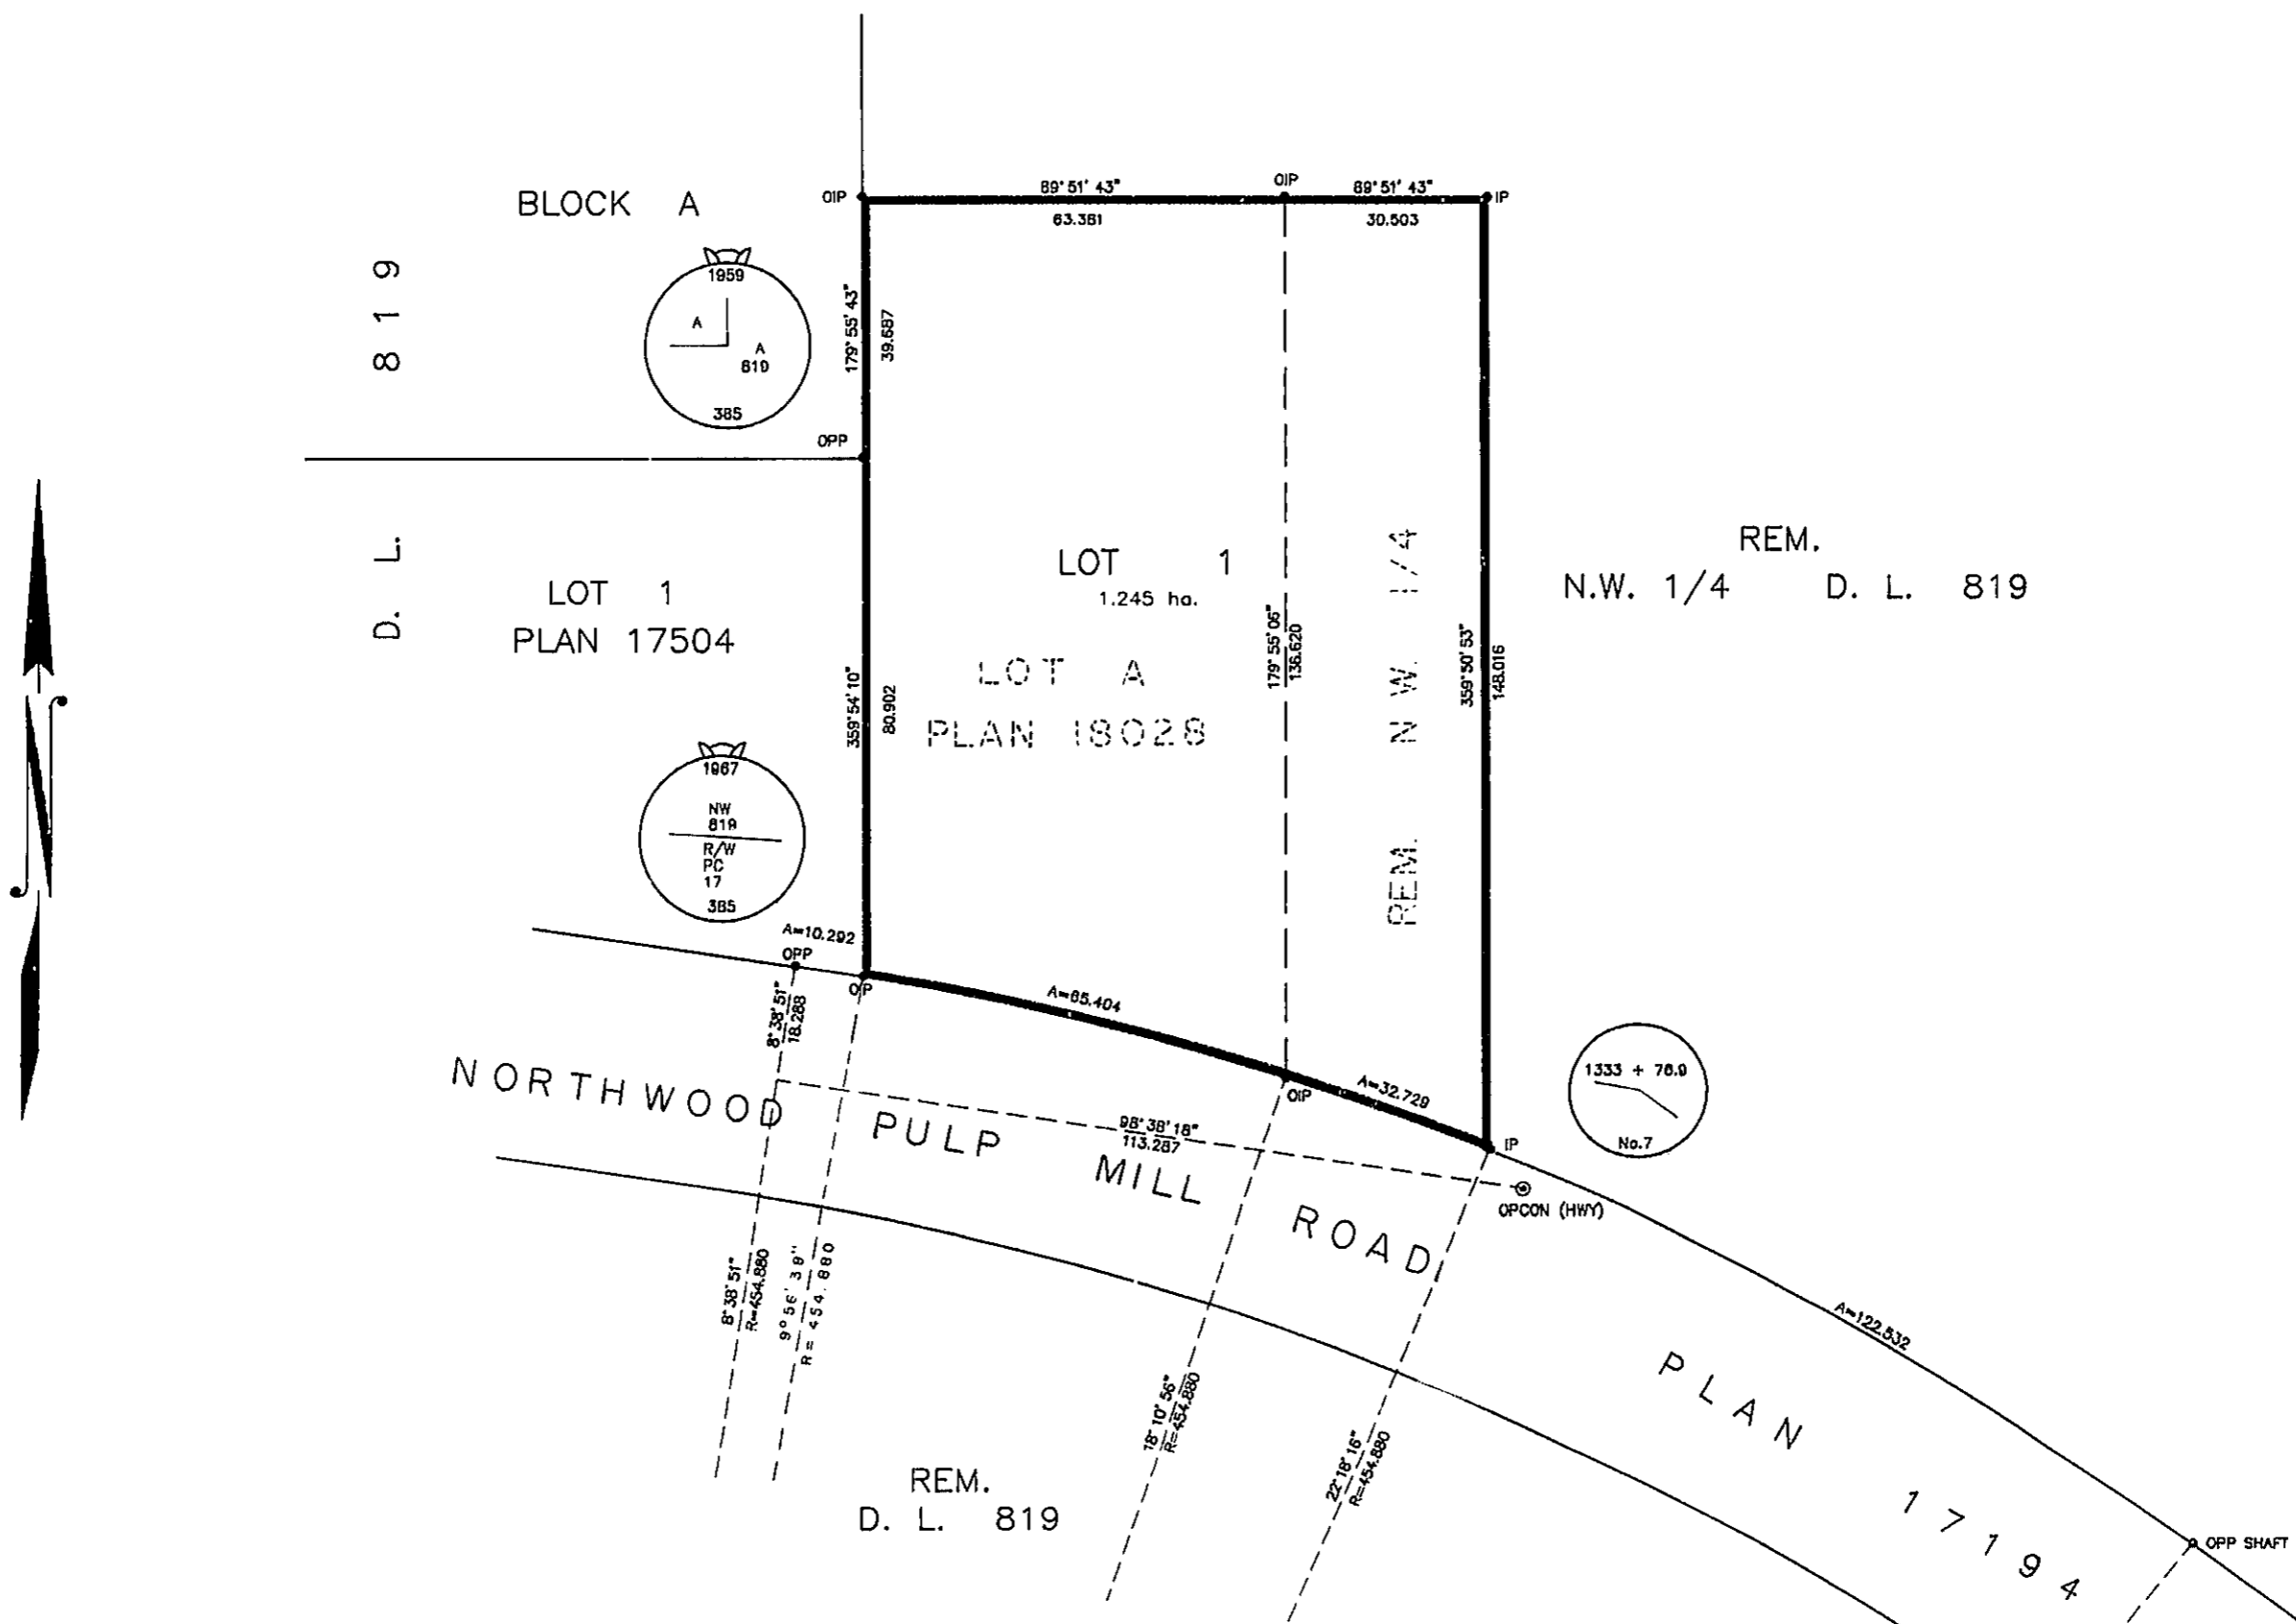 BLOCK A
OIP
89° 51' 43"
63.381
OIP
89° 51' 43"
30.503
IP
D. L. 819
1959
A
A
819
385
179° 55' 43"
39.687
OPP
LOT 1
PLAN 17504
LOT 1
1.245 ha.
LOT A
PLAN 18028
359° 54' 10"
80.902
179° 55' 06"
136.620
REM. N W. 1/4
359° 50' 53"
148.016
REM.
N.W. 1/4 D. L. 819
N
1967
NW
819
R/W
PC
17
385
A=10.292
OPP
OIP
A=65.404
OIP
A=32.729
IP
1333 + 76.9
No.7
8° 38' 51"
18.288
NORTHWOOD PULP MILL ROAD
98° 38' 18"
113.287
OPCON (HWY)
8° 38' 51"
R=454.880
9° 56' 39"
R=454.880
18° 10' 56"
R=454.880
22° 18' 16"
R=454.880
A=122.532
PLAN 17194
REM.
D. L. 819
OPP SHAFT